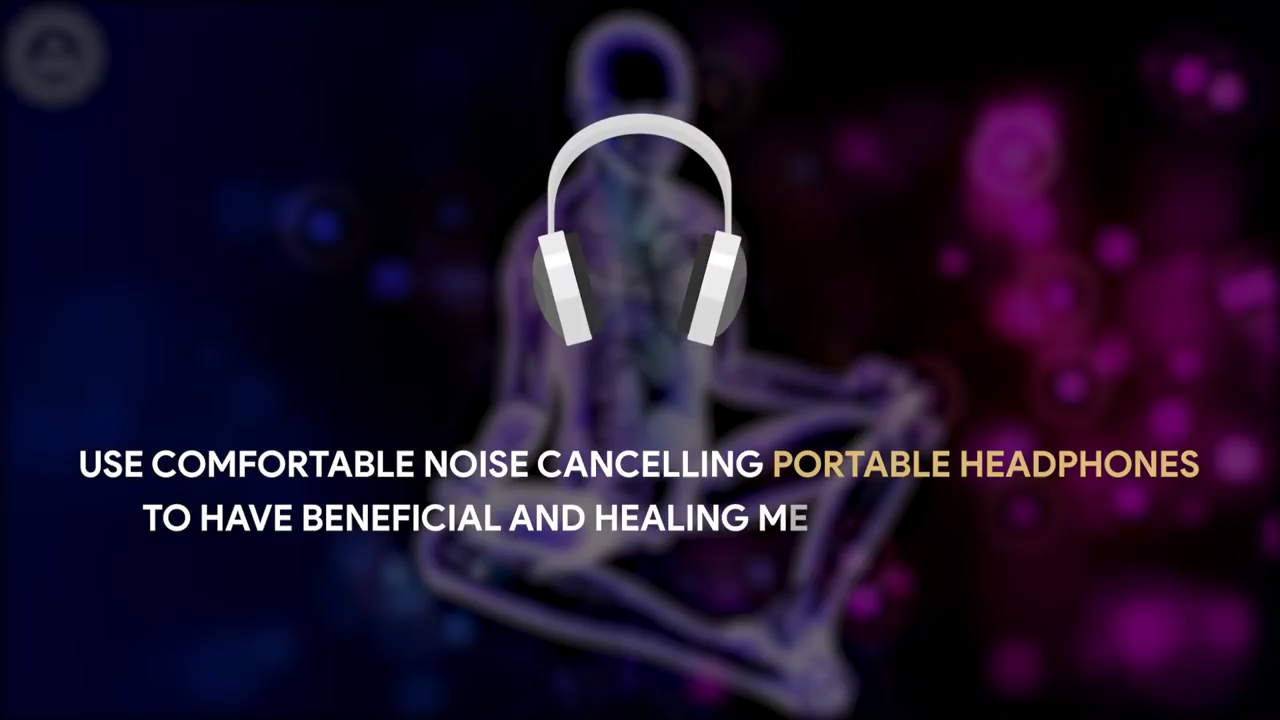 USE COMFORTABLE NOISE CANCELLING PORTABLE HEADPHONES
TO HAVE BENEFICIAL AND HEALING ME